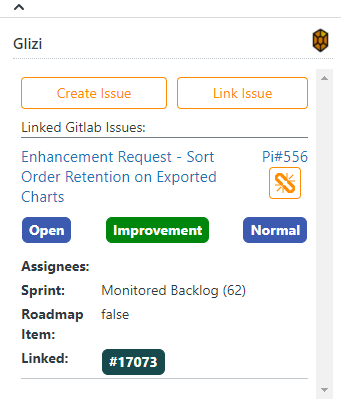 Glizi
Create Issue
Link Issue
Linked Gitlab Issues:
Enhancement Request - Sort
Order Retention on Exported
Charts
Pi#556
Open
Improvement
Normal
Assignees:
Sprint: Monitored Backlog (62)
Roadmap false
Item:
Linked: #17073